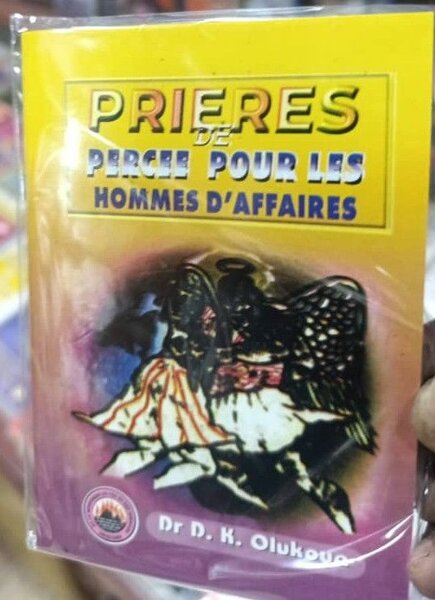 PRIERES
DE
PERCEE POUR LES
HOMMES D'AFFAIRES
Dr D. K. Olukoya